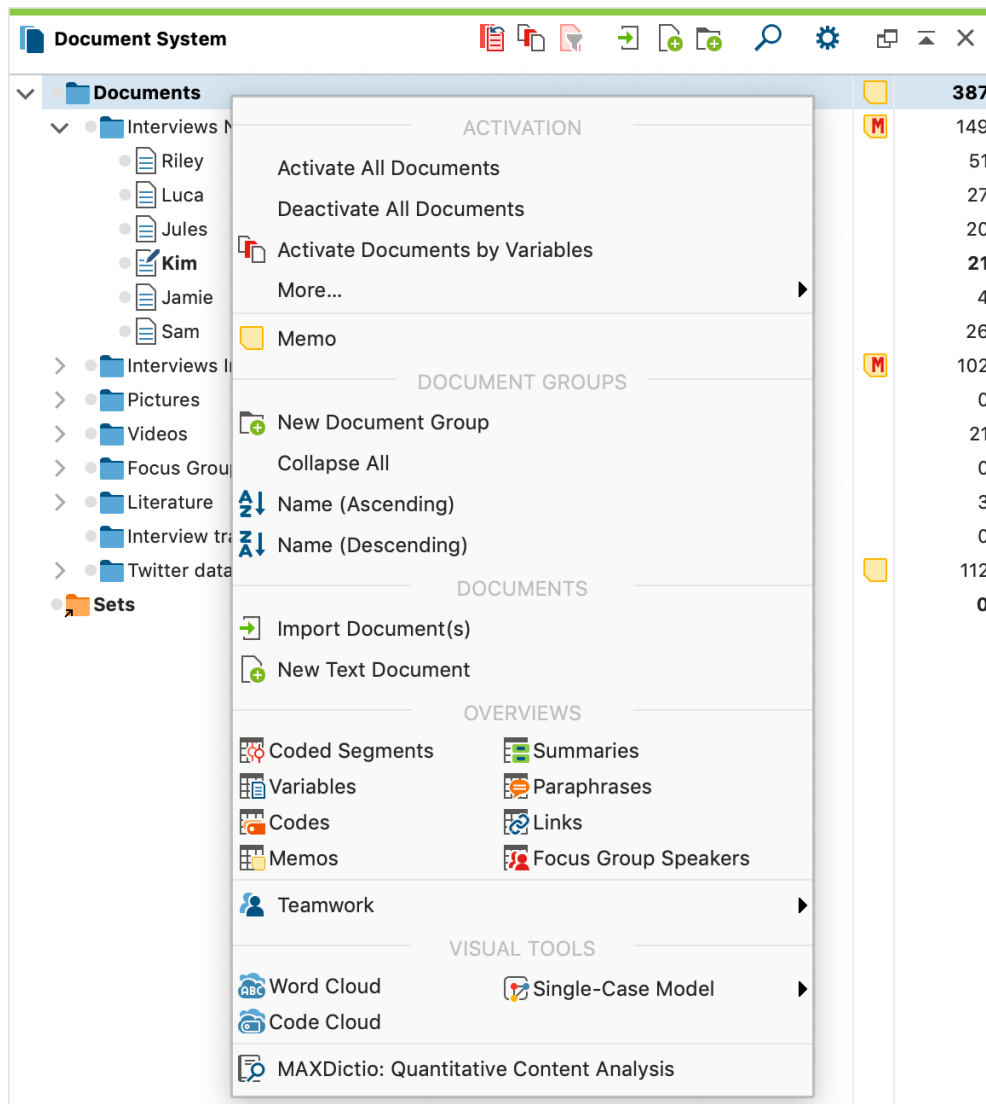 Document System
Documents 387
Interviews N 149
Riley 51
Luca 27
Jules 20
Kim 21
Jamie 4
Sam 26
Interviews I 102
Pictures 0
Videos 21
Focus Grou 0
Literature 3
Interview tra 0
Twitter data 112
Sets 0
ACTIVATION
Activate All Documents
Deactivate All Documents
Activate Documents by Variables
More...
Memo
DOCUMENT GROUPS
New Document Group
Collapse All
Name (Ascending)
Name (Descending)
DOCUMENTS
Import Document(s)
New Text Document
OVERVIEWS
Coded Segments Summaries
Variables Paraphrases
Codes Links
Memos Focus Group Speakers
Teamwork
VISUAL TOOLS
Word Cloud Single-Case Model
Code Cloud
MAXDictio: Quantitative Content Analysis